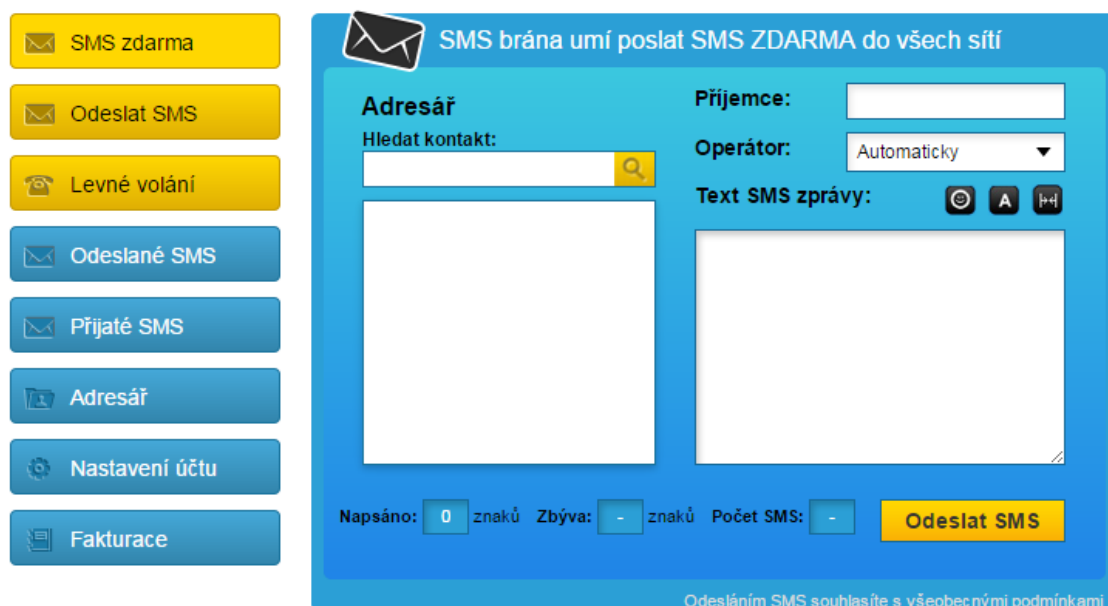 SMS zdarma
Odeslat SMS
Levné volání
Odeslané SMS
Přijaté SMS
Adresář
Nastavení účtu
Fakturace
SMS brána umí poslat SMS ZDARMA do všech sítí
Adresář
Hledat kontakt:
Příjemce:
Operátor: Automaticky
Text SMS zprávy:
A
Napsáno: 0 znaků Zbýva: - znaků Počet SMS: - Odeslat SMS
Odesláním SMS souhlasíte s všeobecnými podmínkami